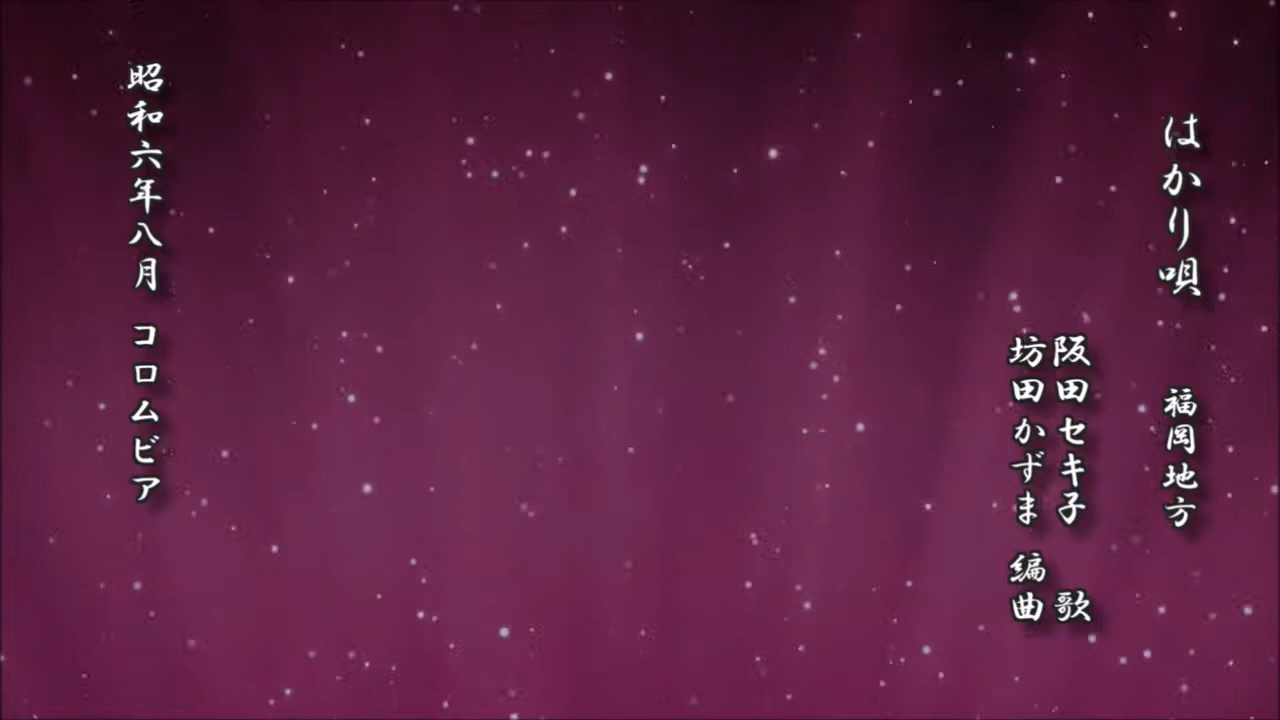 はかり唄　福岡地方
阪田セキ子　歌
坊田かずま　編曲
昭和六年八月　コロムビア